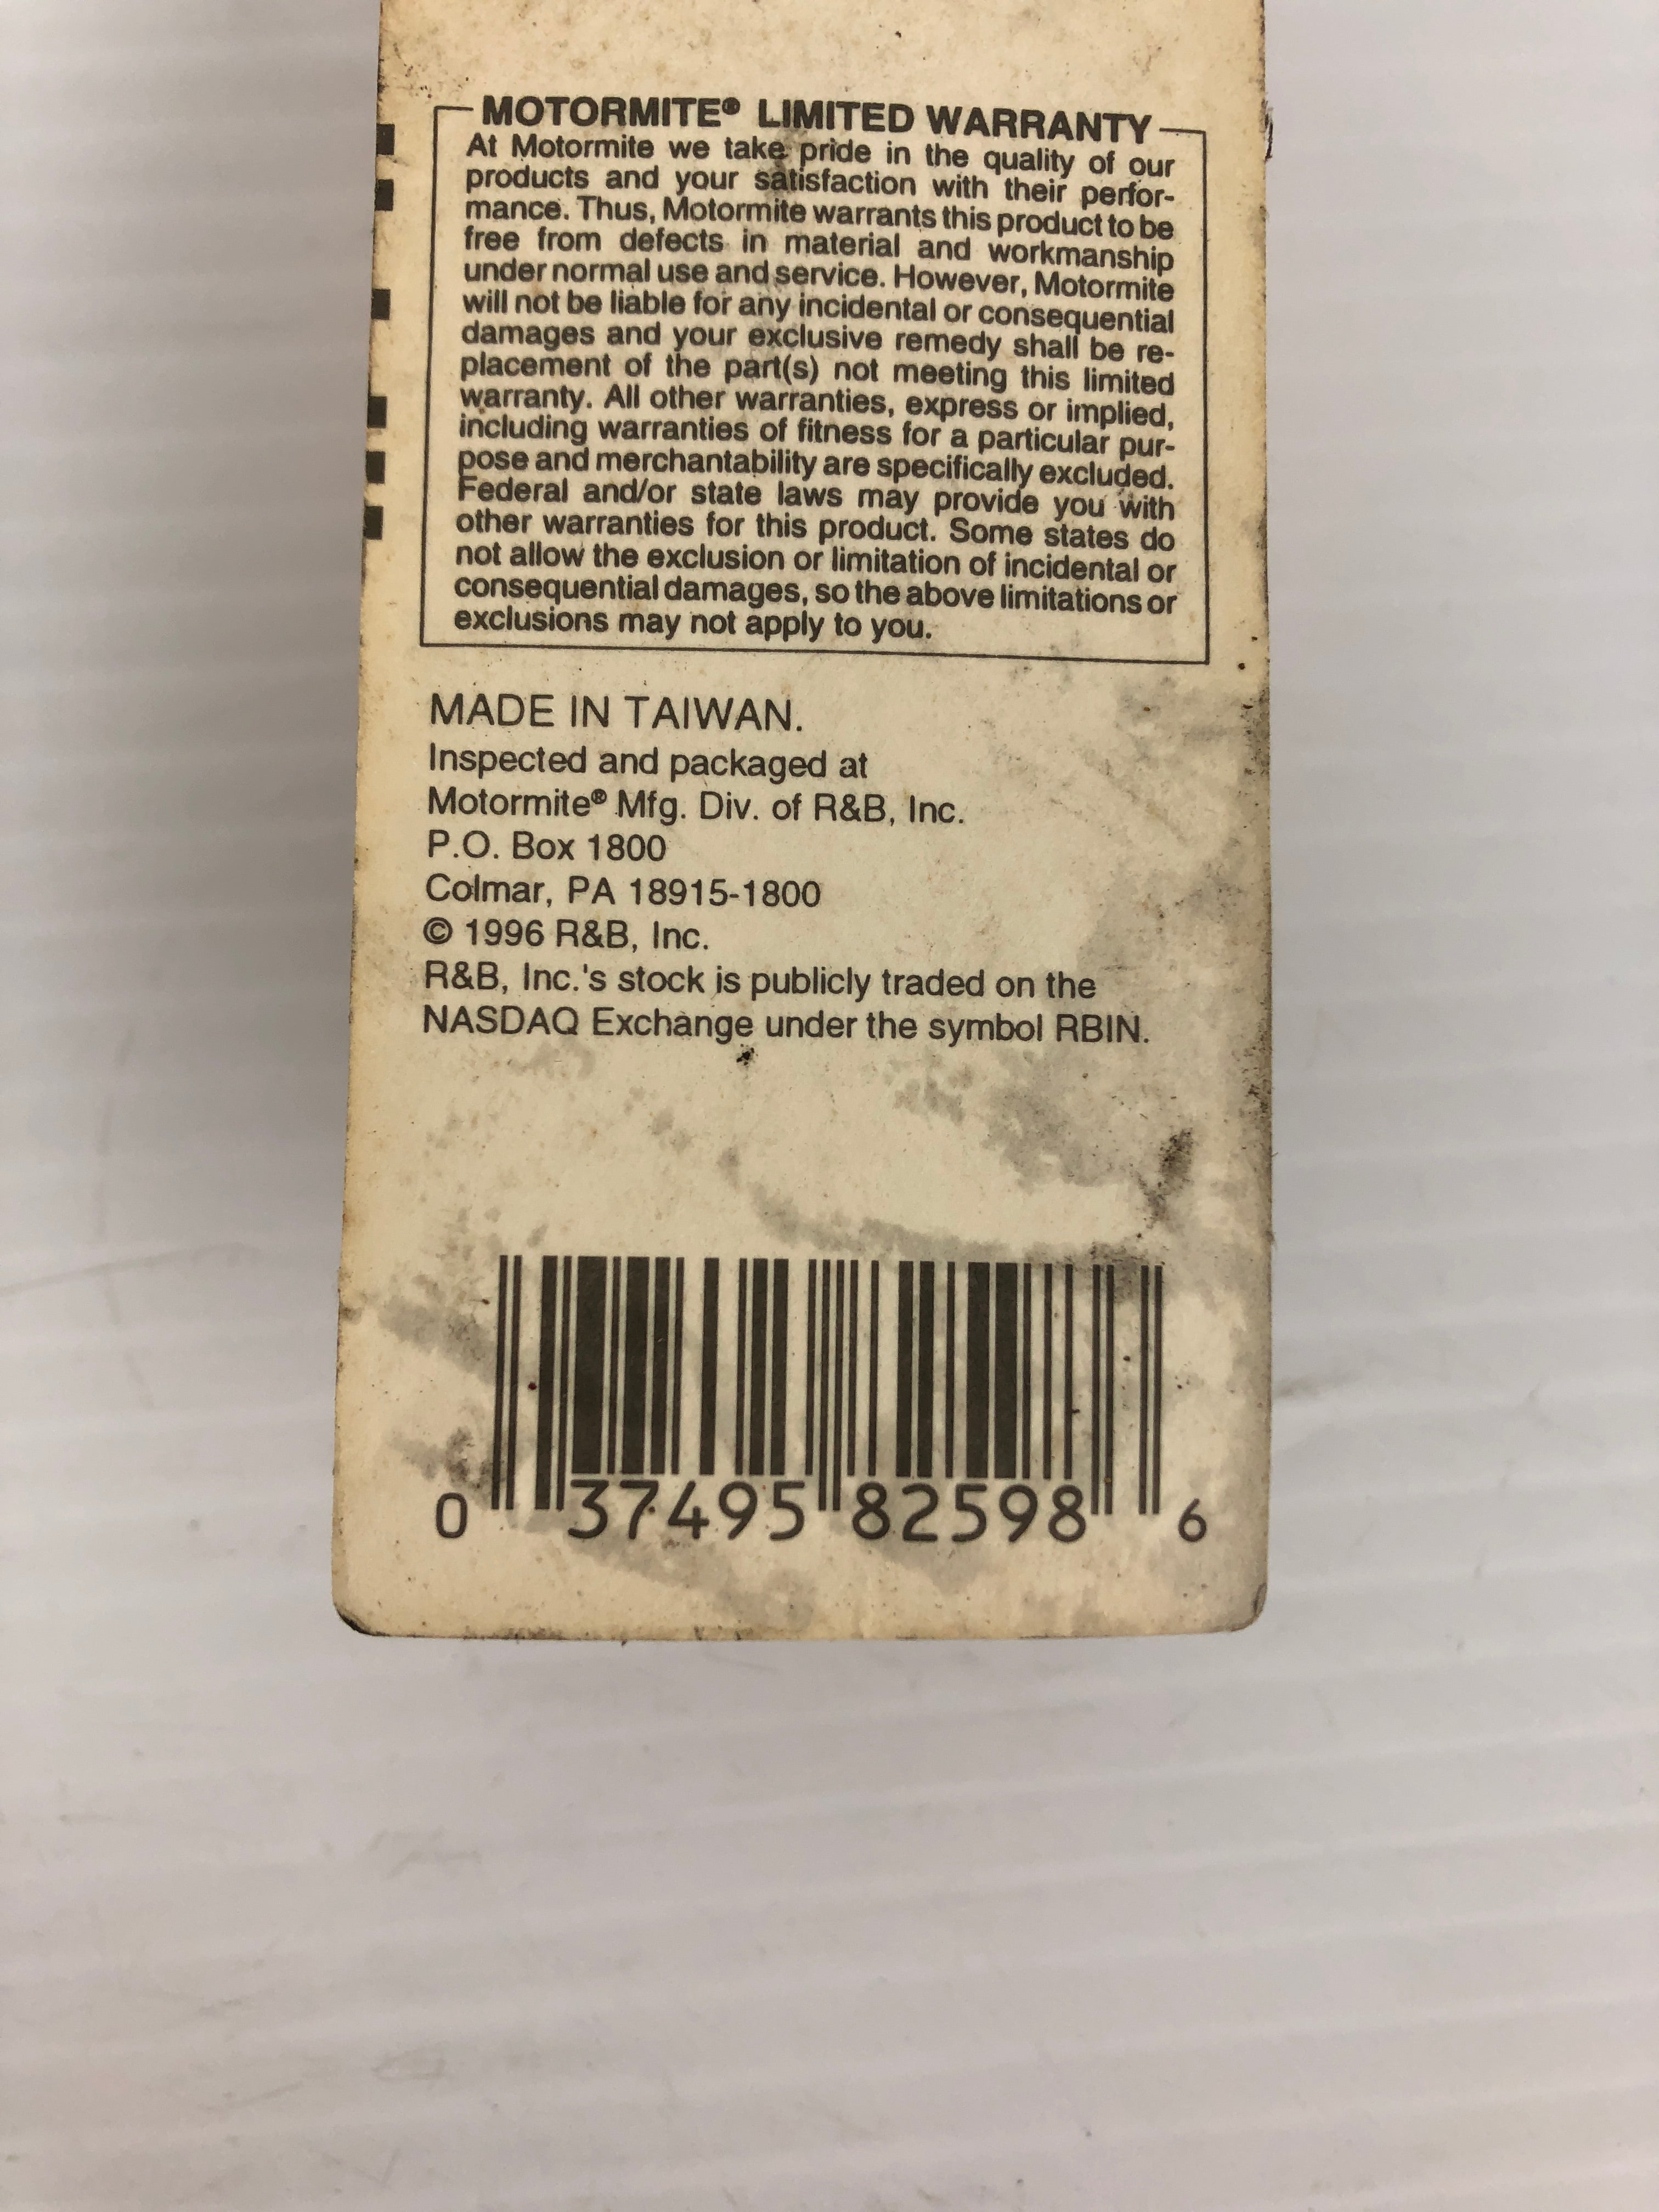 MOTORMITE® LIMITED WARRANTY
At Motormite we take pride in the quality of our
products and your satisfaction with their perfor-
mance. Thus, Motormite warrants this product to be
free from defects in material and workmanship
under normal use and service. However, Motormite
will not be liable for any incidental or consequential
damages and your exclusive remedy shall be re-
placement of the part(s) not meeting this limited
warranty. All other warranties, express or implied,
including warranties of fitness for a particular pur-
pose and merchantability are specifically excluded.
Federal and/or state laws may provide you with
other warranties for this product. Some states do
not allow the exclusion or limitation of incidental or
consequential damages, so the above limitations or
exclusions may not apply to you.
MADE IN TAIWAN.
Inspected and packaged at
Motormite® Mfg. Div. of R&B, Inc.
P.O. Box 1800
Colmar, PA 18915-1800
© 1996 R&B, Inc.
R&B, Inc.'s stock is publicly traded on the
NASDAQ Exchange under the symbol RBIN.
0 37495 82598 6